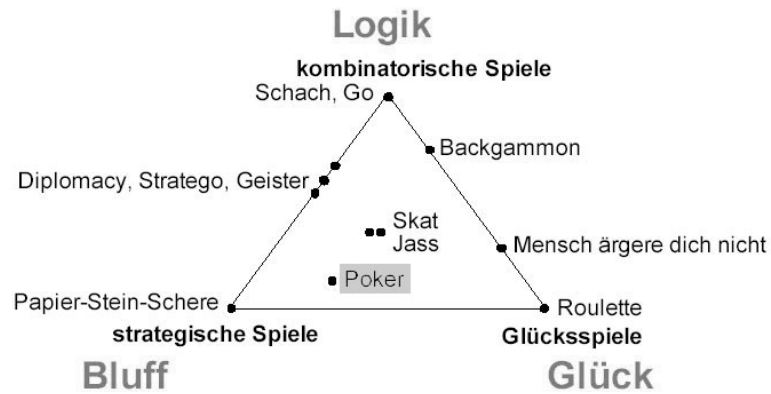 Logik
kombinatorische Spiele
Schach, Go
Backgammon
Diplomacy, Stratego, Geister
Skat
Jass
Mensch ärgere dich nicht
Poker
Papier-Stein-Schere
Roulette
strategische Spiele
Glücksspiele
Bluff
Glück